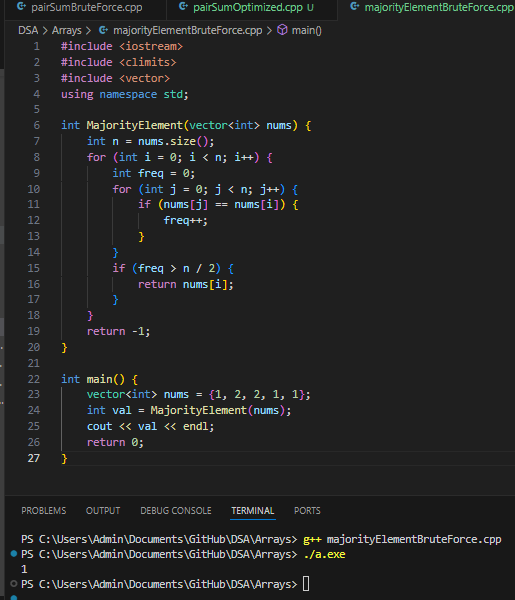 pairSumBruteForce.cpp pairSumOptimized.cpp U majorityElementBruteForce.cpp
DSA > Arrays > majorityElementBruteForce.cpp > main()
1 #include <iostream>
2 #include <climits>
3 #include <vector>
4 using namespace std;
5
6 int MajorityElement(vector<int> nums) {
7     int n = nums.size();
8     for (int i = 0; i < n; i++) {
9         int freq = 0;
10         for (int j = 0; j < n; j++) {
11             if (nums[j] == nums[i]) {
12                 freq++;
13             }
14         }
15         if (freq > n / 2) {
16             return nums[i];
17         }
18     }
19     return -1;
20 }
21
22 int main() {
23     vector<int> nums = {1, 2, 2, 1, 1};
24     int val = MajorityElement(nums);
25     cout << val << endl;
26     return 0;
27 }
PROBLEMS OUTPUT DEBUG CONSOLE TERMINAL PORTS
PS C:\Users\Admin\Documents\GitHub\DSA\Arrays> g++ majorityElementBruteForce.cpp
PS C:\Users\Admin\Documents\GitHub\DSA\Arrays> ./a.exe
1
PS C:\Users\Admin\Documents\GitHub\DSA\Arrays>